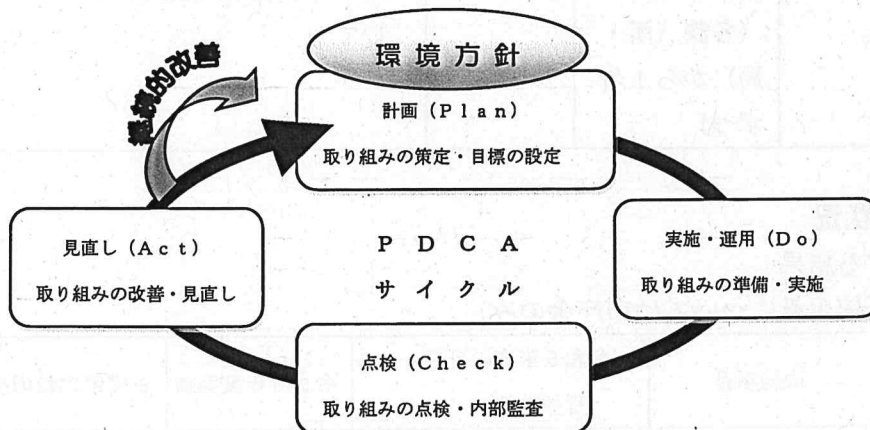 継続的改善
環境方針
計画（Plan）
取り組みの策定・目標の設定
見直し（Act）
取り組みの改善・見直し
PDCA
サイクル
実施・運用（Do）
取り組みの準備・実施
点検（Check）
取り組みの点検・内部監査